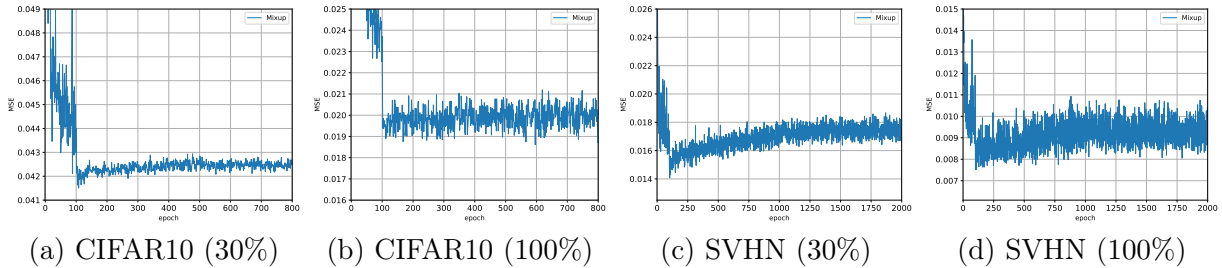 0.049
0.048
0.047
0.046
0.045
0.044
0.043
0.042
0.041
MSE
0 100 200 300 400 500 600 700 800
epoch
Mixup
0.025
0.024
0.023
0.022
0.021
0.020
0.019
0.018
0.017
0.016
MSE
0 100 200 300 400 500 600 700 800
epoch
Mixup
0.026
0.024
0.022
0.020
0.018
0.016
0.014
MSE
0 250 500 750 1000 1250 1500 1750 2000
epoch
Mixup
0.015
0.014
0.013
0.012
0.011
0.010
0.009
0.008
0.007
MSE
0 250 500 750 1000 1250 1500 1750 2000
epoch
Mixup
(a) CIFAR10 (30%) (b) CIFAR10 (100%) (c) SVHN (30%) (d) SVHN (100%)